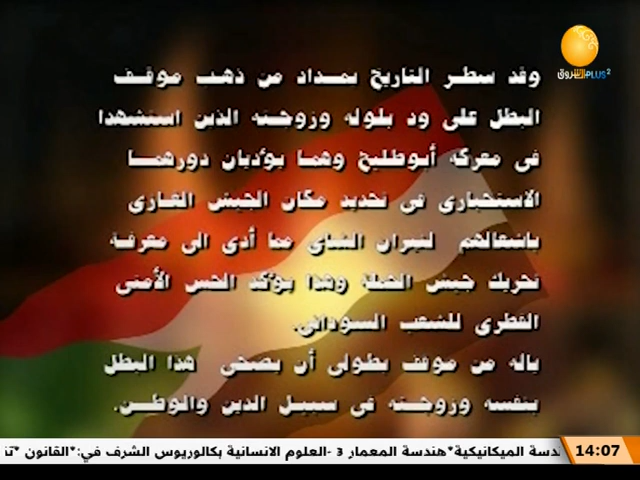 الشروق PLUS²
وقد سطر التاريخ بمداد من ذهب موقف
البطل على ود بلوله وزوجته الذين استشهدا
فى معركة أبوطليح وهما يؤديان دورهما
الاستخبارى فى تحديد مكان الجيش الغازى
باشعالهم لنيران الشاى مما أدى الى معرفة
تحريك جيش الحملة وهذا يؤكد الحس الأمنى
الفطرى للشعب السودانى.
ياله من موقف بطولى أن يضحى هذا البطل
بنفسه وزوجته فى سبيل الدين والوطن.
دسة الميكانيكية*هندسة المعمار 3 -العلوم الانسانية بكالوريوس الشرف في:*القانون 14:07